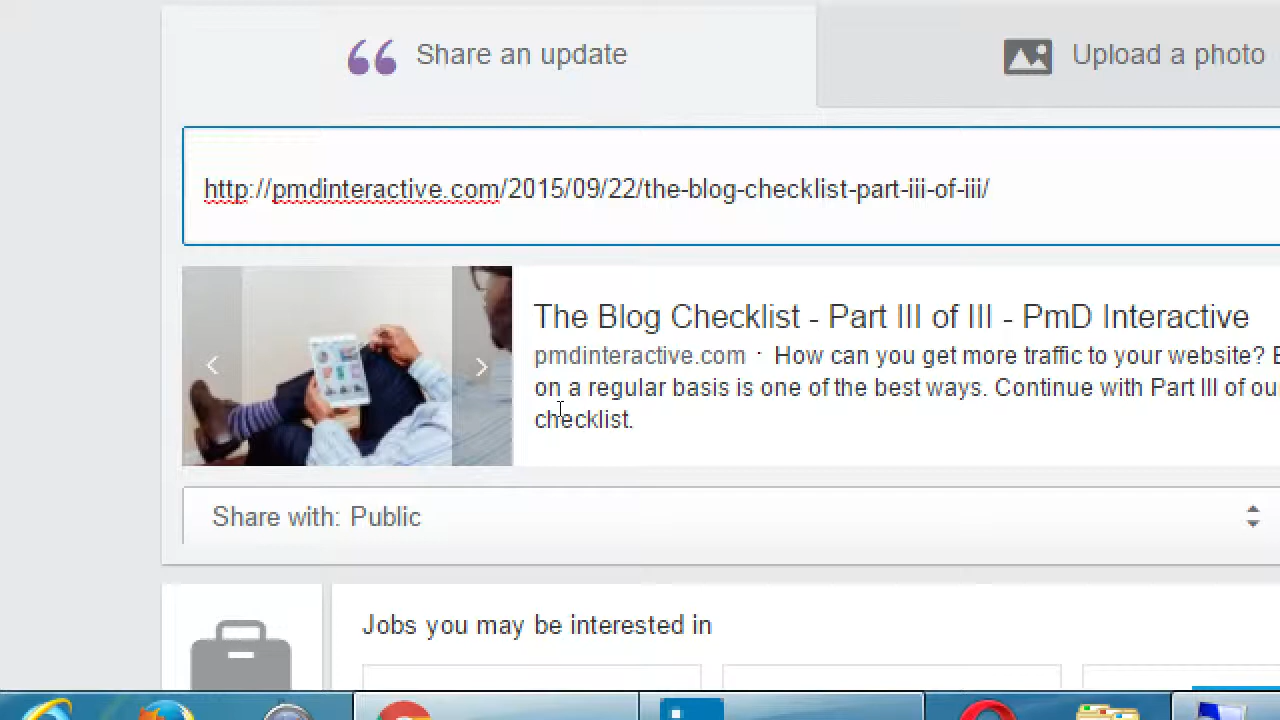 Share an update
Upload a photo
http://pmdinteractive.com/2015/09/22/the-blog-checklist-part-iii-of-iii/
The Blog Checklist - Part III of III - PmD Interactive
pmdinteractive.com · How can you get more traffic to your website?
on a regular basis is one of the best ways. Continue with Part III of
checklist.
Share with: Public
Jobs you may be interested in